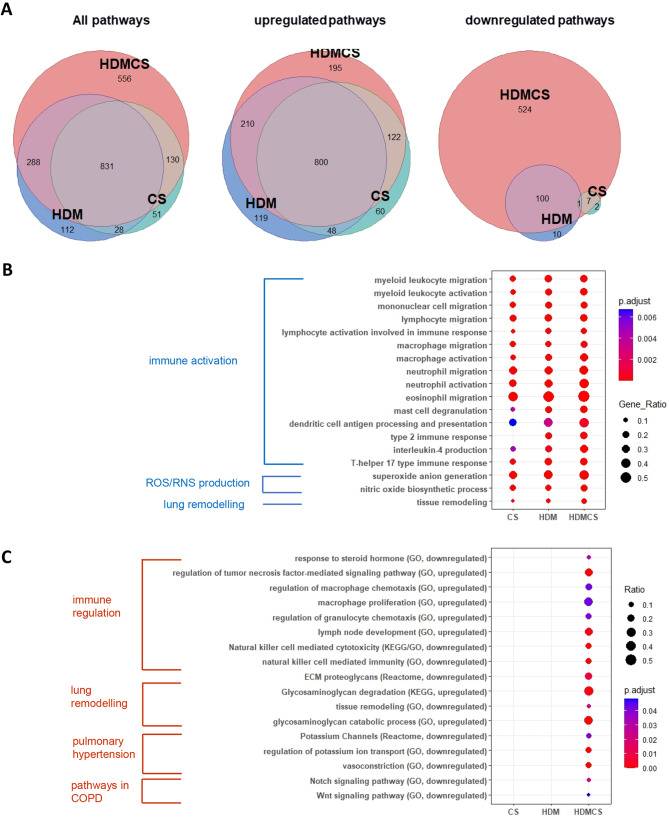 A
All pathways
upregulated pathways
downregulated pathways
HDMCS
556
288
831
130
HDM
112
28
CS
51
HDMCS
195
210
800
122
HDM
119
48
CS
60
HDMCS
524
100
1
7
CS
2
HDM
10
B
immune activation
ROS/RNS production
lung remodelling
myeloid leukocyte migration
myeloid leukocyte activation
mononuclear cell migration
lymphocyte migration
lymphocyte activation involved in immune response
macrophage migration
macrophage activation
neutrophil migration
neutrophil activation
eosinophil migration
mast cell degranulation
dendritic cell antigen processing and presentation
type 2 immune response
interleukin-4 production
T-helper 17 type immune response
superoxide anion generation
nitric oxide biosynthetic process
tissue remodeling
CS HDM HDMCS
p.adjust
0.006
0.004
0.002
Gene_Ratio
0.1
0.2
0.3
0.4
0.5
C
immune
regulation
lung
remodelling
pulmonary
hypertension
pathways in
COPD
response to steroid hormone (GO, downregulated)
regulation of tumor necrosis factor-mediated signaling pathway (GO, upregulated)
regulation of macrophage chemotaxis (GO, upregulated)
macrophage proliferation (GO, upregulated)
regulation of granulocyte chemotaxis (GO, upregulated)
lymph node development (GO, upregulated)
Natural killer cell mediated cytotoxicity (KEGG/GO, downregulated)
natural killer cell mediated immunity (GO, downregulated)
ECM proteoglycans (Reactome, downregulated)
Glycosaminoglycan degradation (KEGG, upregulated)
tissue remodeling (GO, downregulated)
glycosaminoglycan catabolic process (GO, upregulated)
Potassium Channels (Reactome, downregulated)
regulation of potassium ion transport (GO, downregulated)
vasoconstriction (GO, downregulated)
Notch signaling pathway (GO, downregulated)
Wnt signaling pathway (GO, downregulated)
CS HDM HDMCS
Ratio
0.1
0.2
0.3
0.4
0.5
p.adjust
0.04
0.03
0.02
0.01
0.00